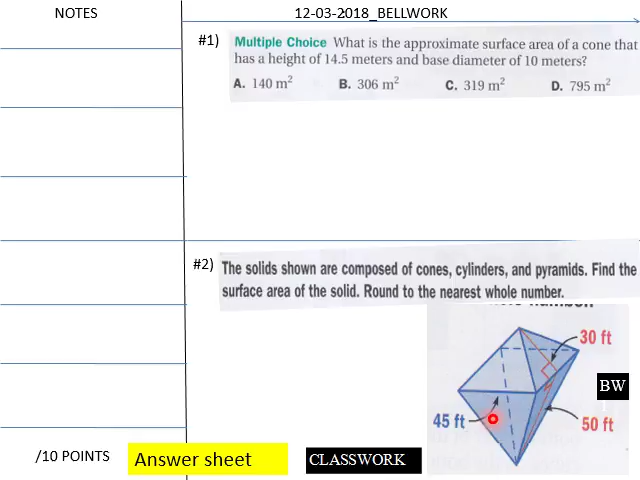 NOTES
12-03-2018_BELLWORK
#1)
Multiple Choice What is the approximate surface area of a cone that
has a height of 14.5 meters and base diameter of 10 meters?
A. 140 m² B. 306 m² C. 319 m² D. 795 m²
#2)
The solids shown are composed of cones, cylinders, and pyramids. Find the
surface area of the solid. Round to the nearest whole number.
30 ft
BW
45 ft
50 ft
/10 POINTS
Answer sheet
CLASSWORK